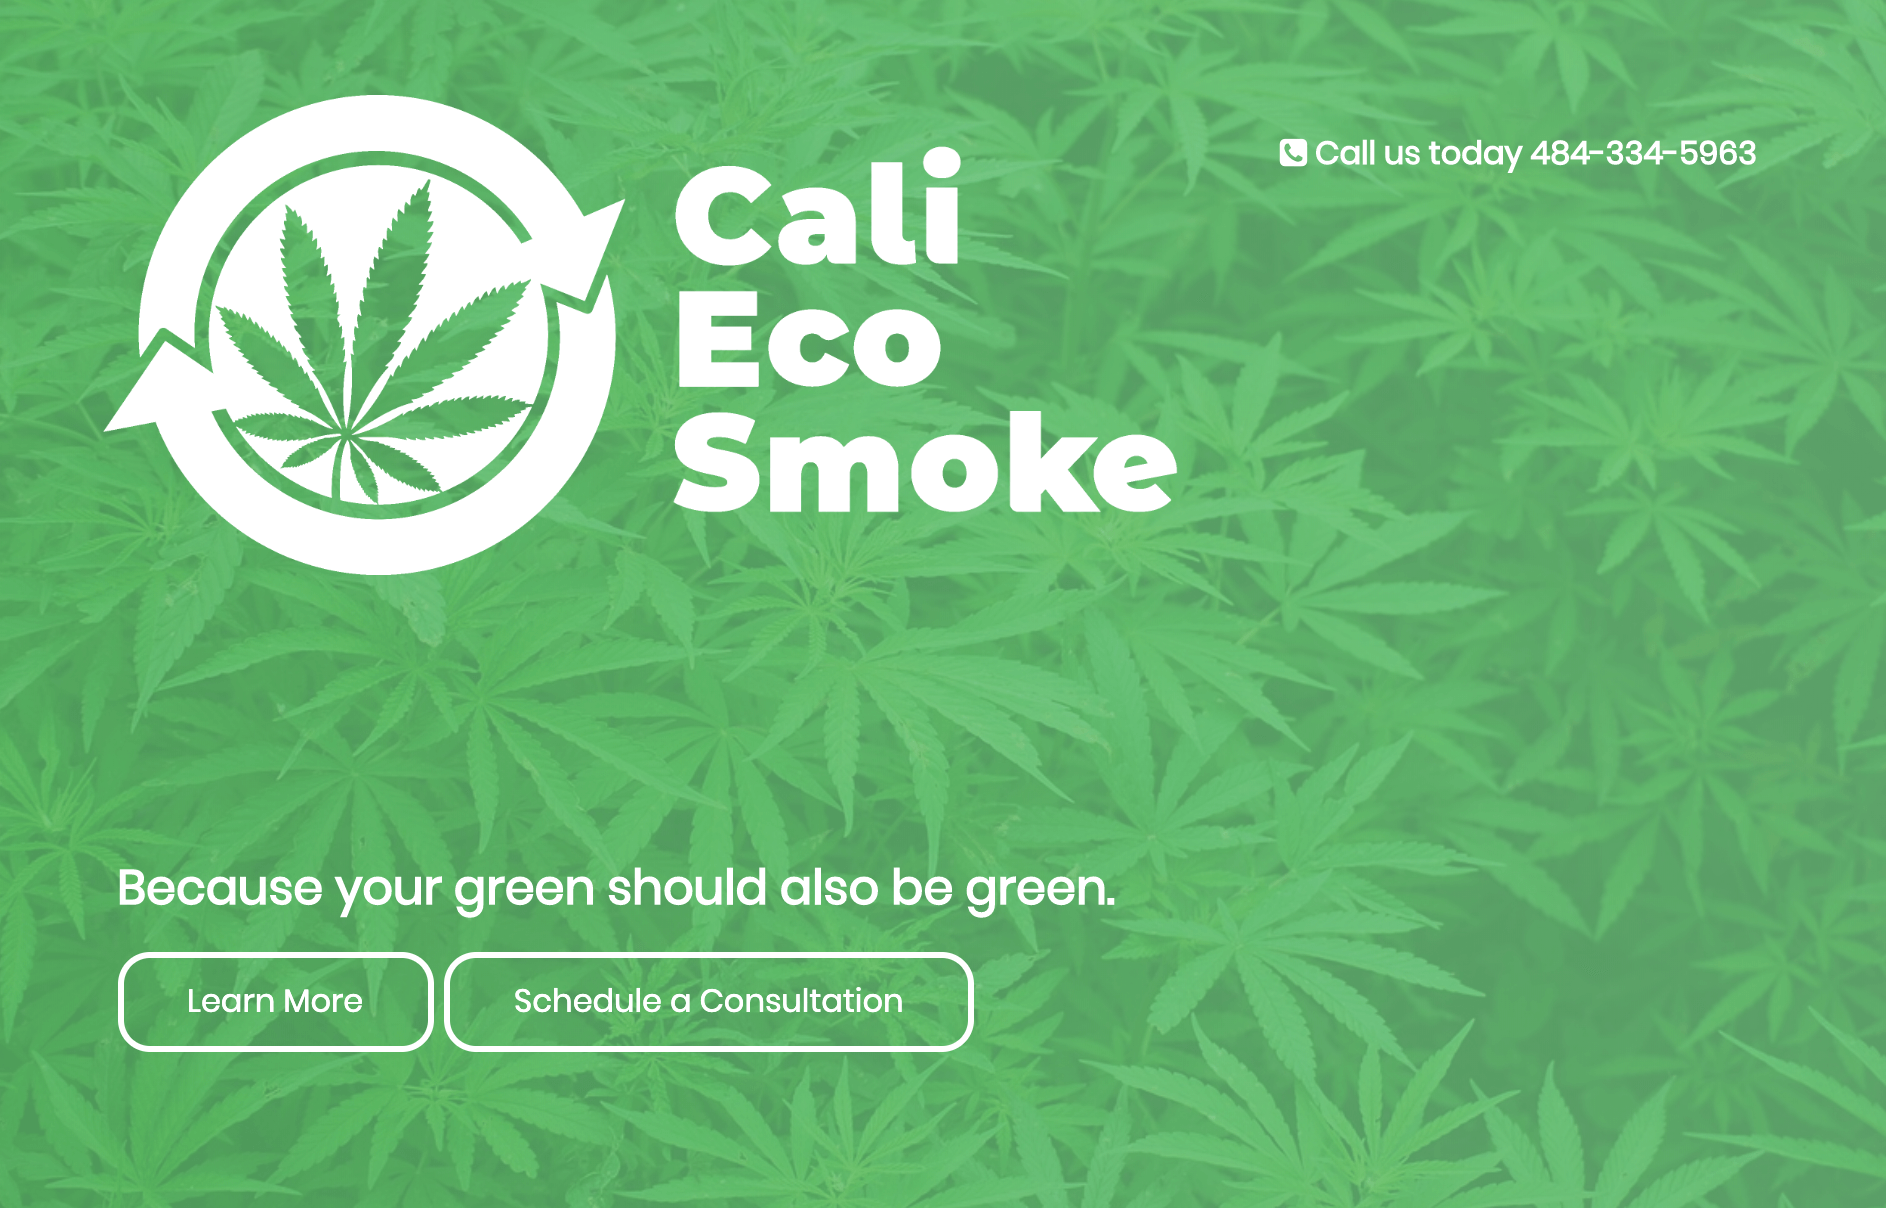 Call us today 484-334-5963
Cali
Eco
Smoke
Because your green should also be green.
Learn More
Schedule a Consultation